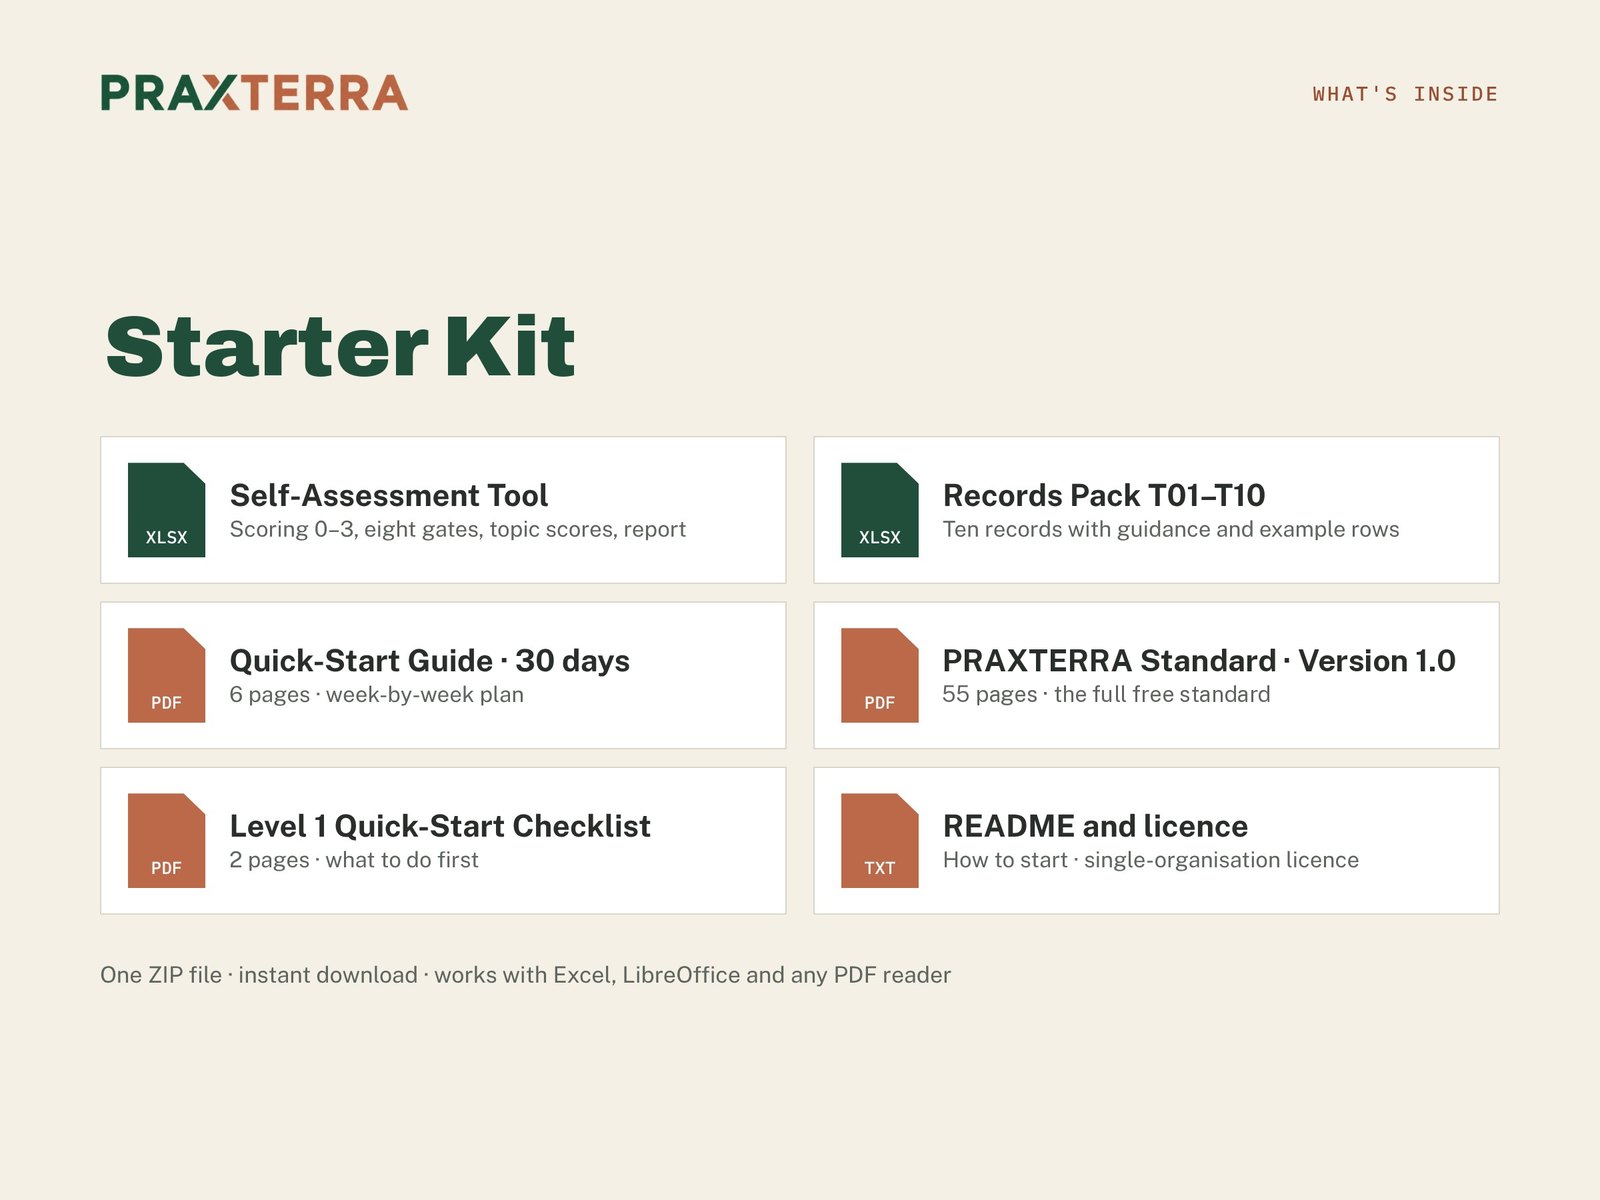 PRAXTERRA
WHAT'S INSIDE
Starter Kit
XLSX
Self-Assessment Tool
Scoring 0–3, eight gates, topic scores, report
XLSX
Records Pack T01–T10
Ten records with guidance and example rows
PDF
Quick-Start Guide · 30 days
6 pages · week-by-week plan
PDF
PRAXTERRA Standard · Version 1.0
55 pages · the full free standard
PDF
Level 1 Quick-Start Checklist
2 pages · what to do first
TXT
README and licence
How to start · single-organisation licence
One ZIP file · instant download · works with Excel, LibreOffice and any PDF reader